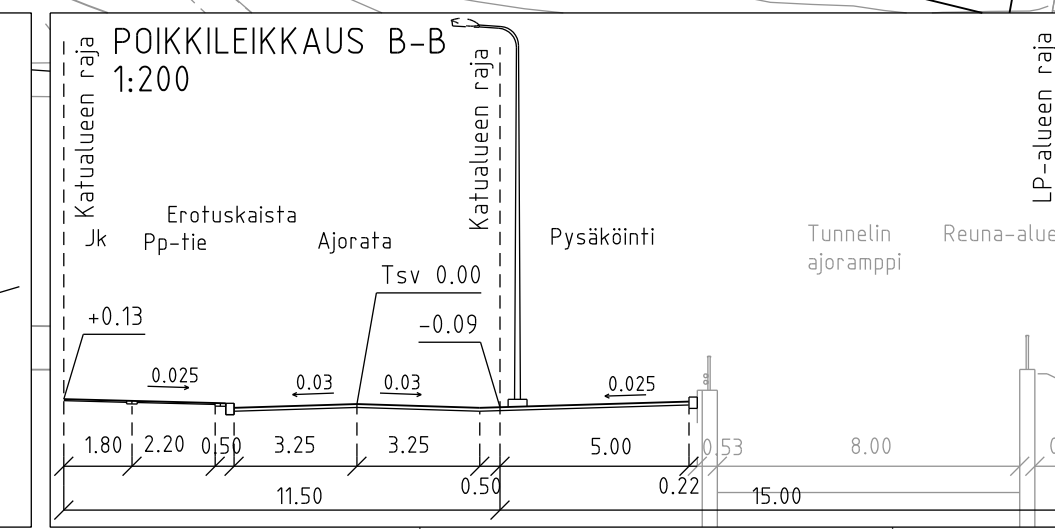 POIKKILEIKKAUS B-B
1:200
Katualueen raja
Katualueen raja
LP-alueen raja
Erotuskaista
Jk
Pp-tie
Ajorata
Pysäköinti
Tunnelin
ajoramppi
Reuna-alue
Tsv 0.00
+0.13
-0.09
0.025
0.03
0.03
0.025
1.80
2.20
0.50
3.25
3.25
5.00
0.53
8.00
11.50
0.50
0.22
15.00